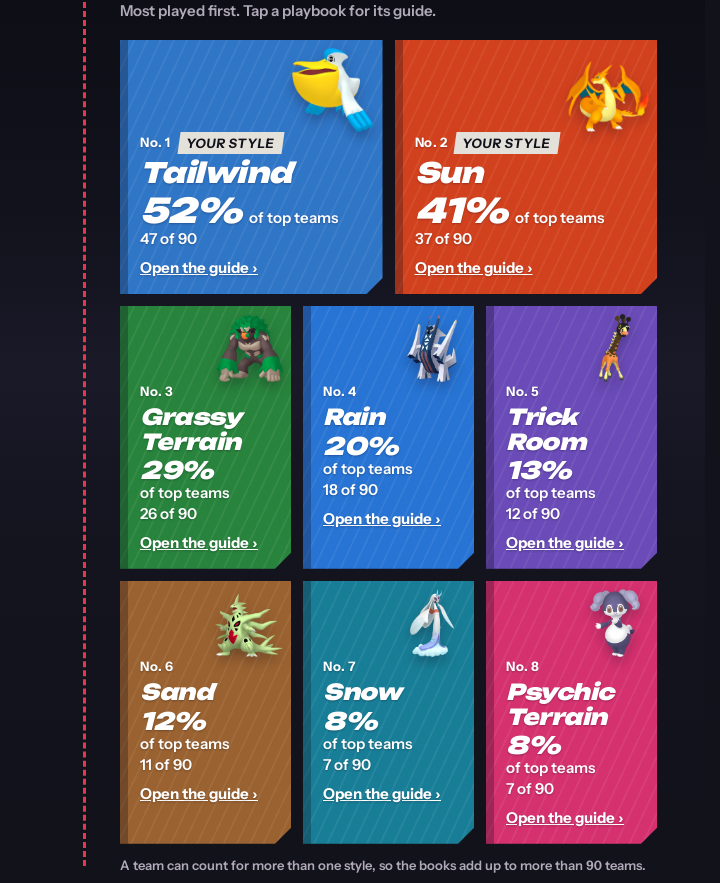 Most played first. Tap a playbook for its guide.
No. 1 YOUR STYLE
Tailwind
52% of top teams
47 of 90
Open the guide ›
No. 2 YOUR STYLE
Sun
41% of top teams
37 of 90
Open the guide ›
No. 3
Grassy
Terrain
29%
of top teams
26 of 90
Open the guide ›
No. 4
Rain
20%
of top teams
18 of 90
Open the guide ›
No. 5
Trick
Room
13%
of top teams
12 of 90
Open the guide ›
No. 6
Sand
12%
of top teams
11 of 90
Open the guide ›
No. 7
Snow
8%
of top teams
7 of 90
Open the guide ›
No. 8
Psychic
Terrain
8%
of top teams
7 of 90
Open the guide ›
A team can count for more than one style, so the books add up to more than 90 teams.